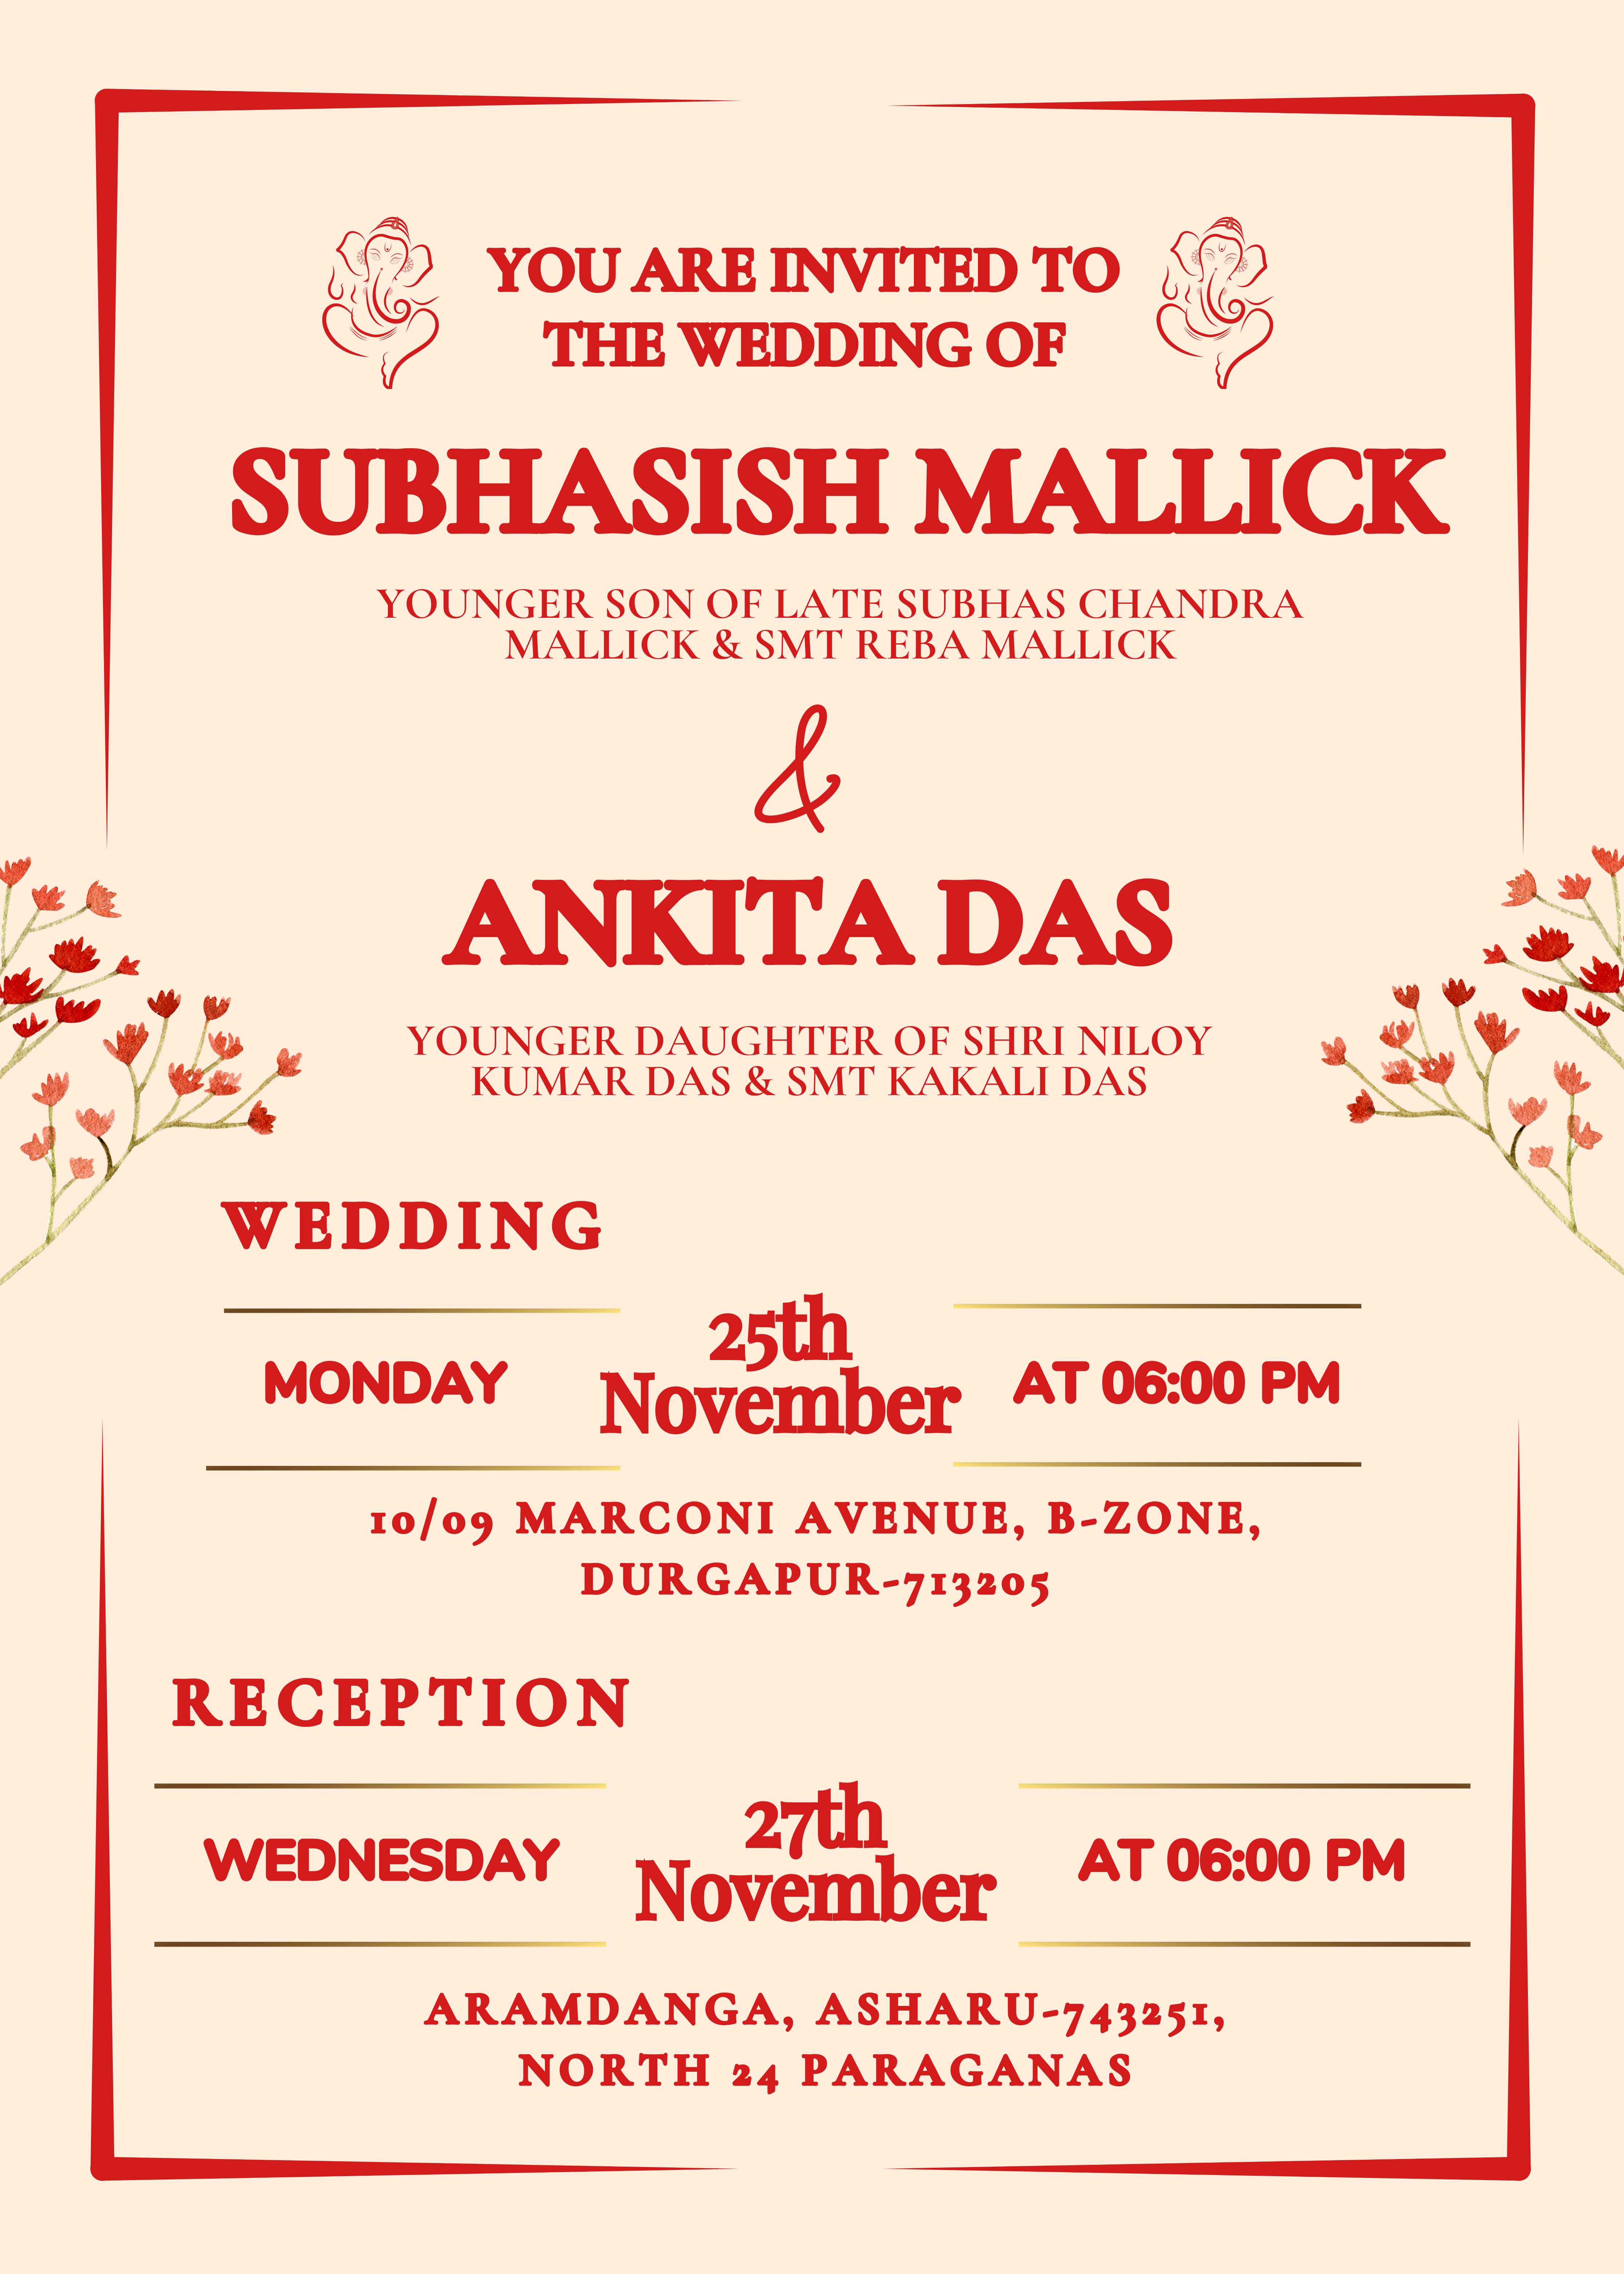 YOU ARE INVITED TO
THE WEDDING OF
SUBHASISH MALLICK
YOUNGER SON OF LATE SUBHAS CHANDRA
MALLICK & SMT REBA MALLICK
&
ANKITA DAS
YOUNGER DAUGHTER OF SHRI NILOY
KUMAR DAS & SMT KAKALI DAS
WEDDING
MONDAY
25th
November
AT 06:00 PM
10/09 MARCONI AVENUE, B-ZONE,
DURGAPUR-713205
RECEPTION
WEDNESDAY
27th
November
AT 06:00 PM
ARAMDANGA, ASHARU-743251,
NORTH 24 PARAGANAS